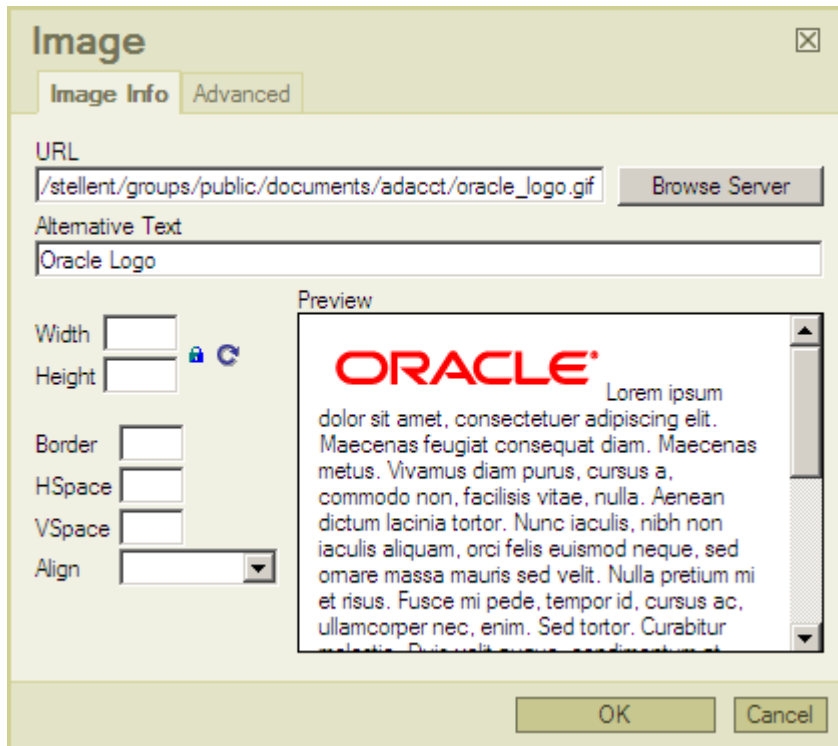 Image
Image Info
Advanced
URL
/stellent/groups/public/documents/adacct/oracle_logo.gif
Browse Server
Alternative Text
Oracle Logo
Preview
Width
Height
Border
HSpace
VSpace
Align
ORACLE
Lorem ipsum
dolor sit amet, consectetuer adipiscing elit.
Maecenas feugiat consequat diam. Maecenas
metus. Vivamus diam purus, cursus a,
commodo non, facilisis vitae, nulla. Aenean
dictum lacinia tortor. Nunc iaculis, nibh non
iaculis aliquam, orci felis euismod neque, sed
ornare massa mauris sed velit. Nulla pretium mi
et risus. Fusce mi pede, tempor id, cursus ac,
ullamcorper nec, enim. Sed tortor. Curabitur
OK
Cancel